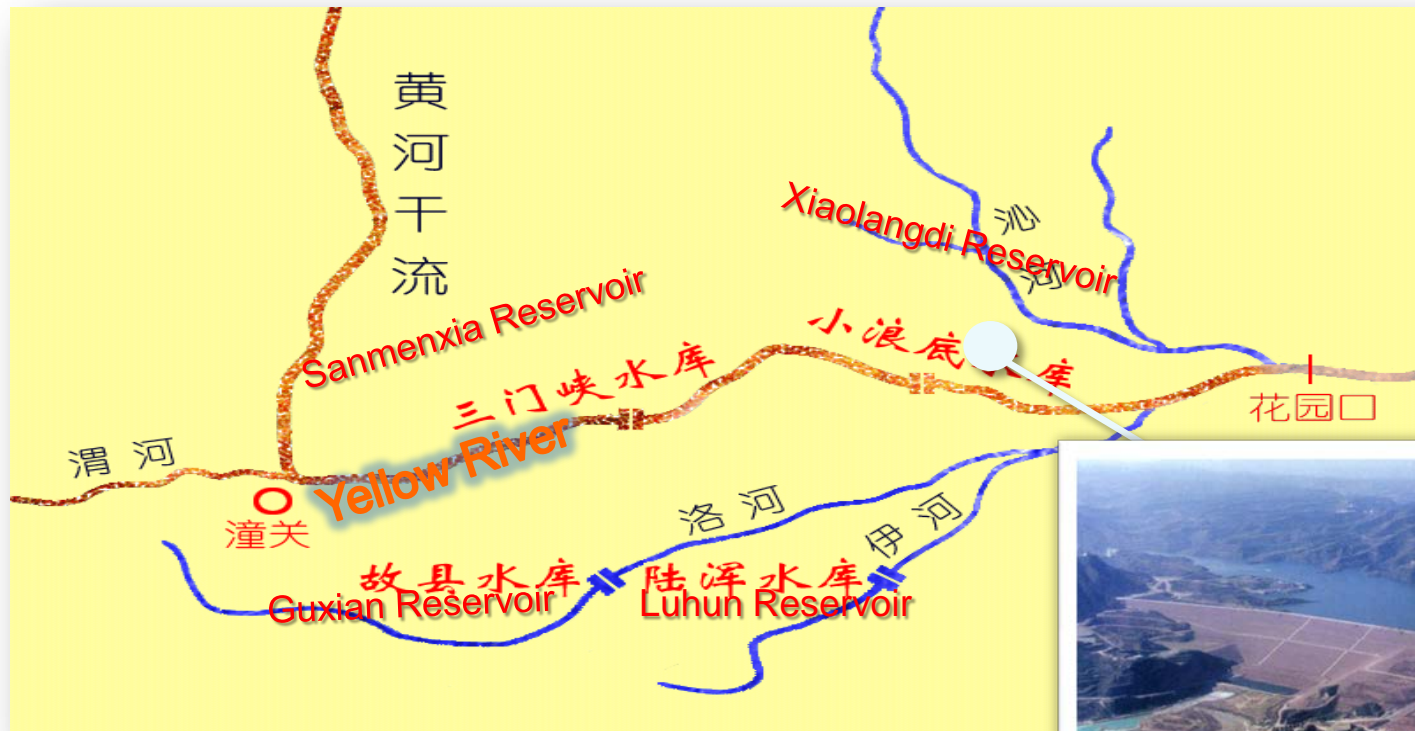 黄河干流
Xiaolangdi Reservoir
沁河
Sanmenxia Reservoir
小浪底 库
三门峡水库
花园口
渭河
Yellow River
潼关
洛河
伊河
故县水库
陆浑水库
Guxian Reservoir
Luhun Reservoir